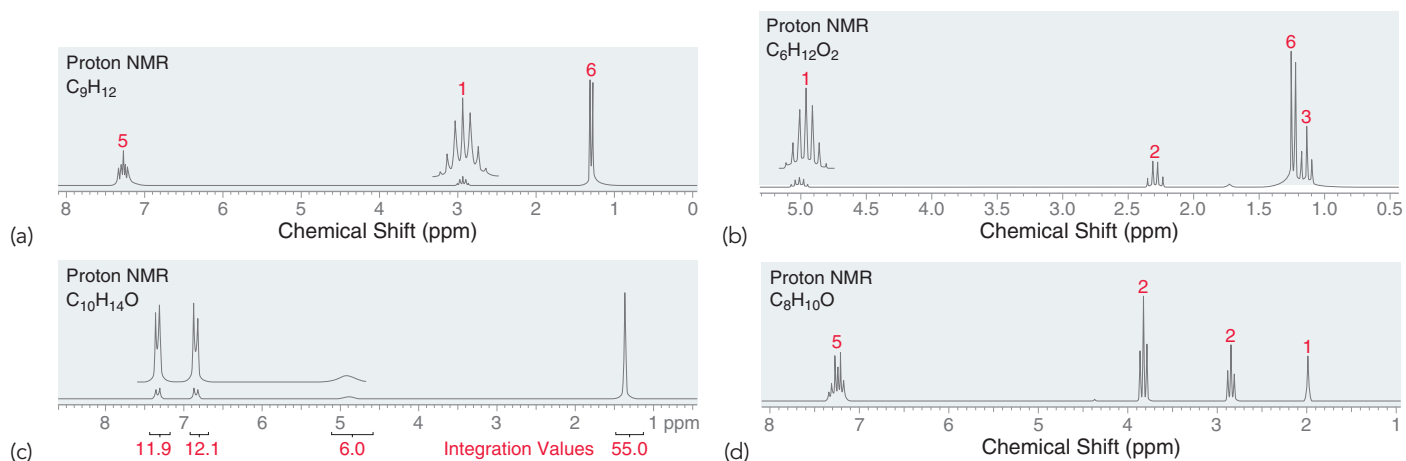 Proton NMR
C₉H₁₂
5
1
6
8 7 6 5 4 3 2 1 0
Chemical Shift (ppm)
(a)
Proton NMR
C₆H₁₂O₂
1
2
6
3
5.0 4.5 4.0 3.5 3.0 2.5 2.0 1.5 1.0 0.5
Chemical Shift (ppm)
(b)
Proton NMR
C₁₀H₁₄O
8 7 6 5 4 3 2 1 ppm
11.9 12.1 6.0 Integration Values 55.0
(c)
Proton NMR
C₈H₁₀O
5
2
2
1
8 7 6 5 4 3 2 1
Chemical Shift (ppm)
(d)